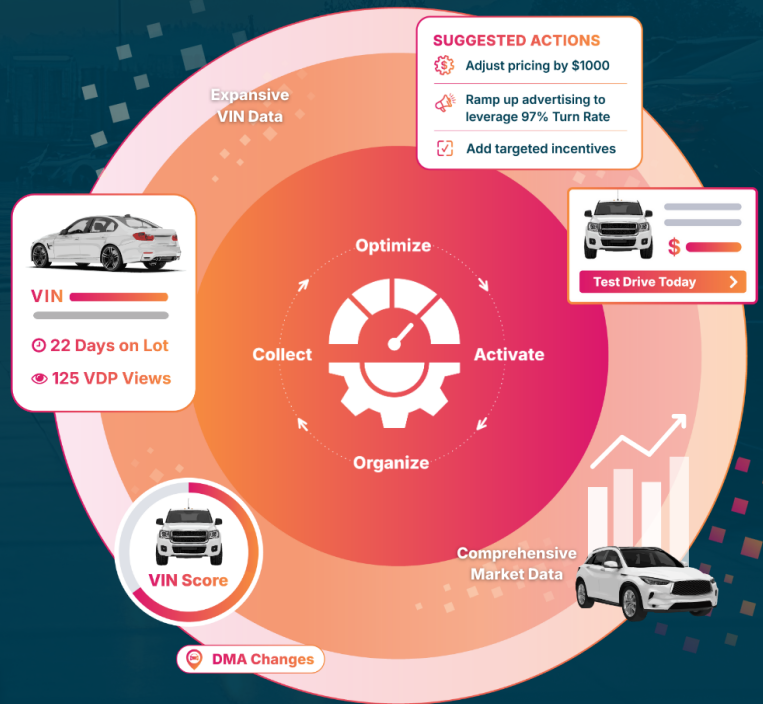 SUGGESTED ACTIONS
Adjust pricing by $1000
Ramp up advertising to
leverage 97% Turn Rate
Add targeted incentives
Expansive
VIN Data
$
Test Drive Today
VIN
22 Days on Lot
125 VDP Views
Optimize
Collect
Activate
Organize
VIN Score
Comprehensive
Market Data
DMA Changes